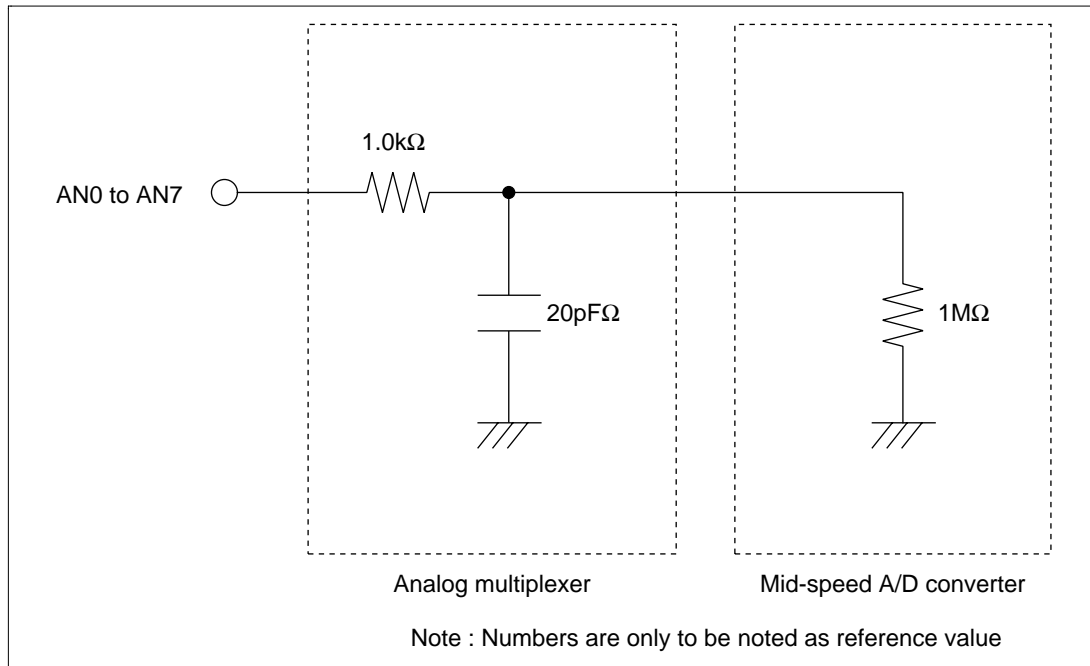 1.0kΩ
AN0 to AN7
20pFΩ
1MΩ
Analog multiplexer
Mid-speed A/D converter
Note : Numbers are only to be noted as reference value